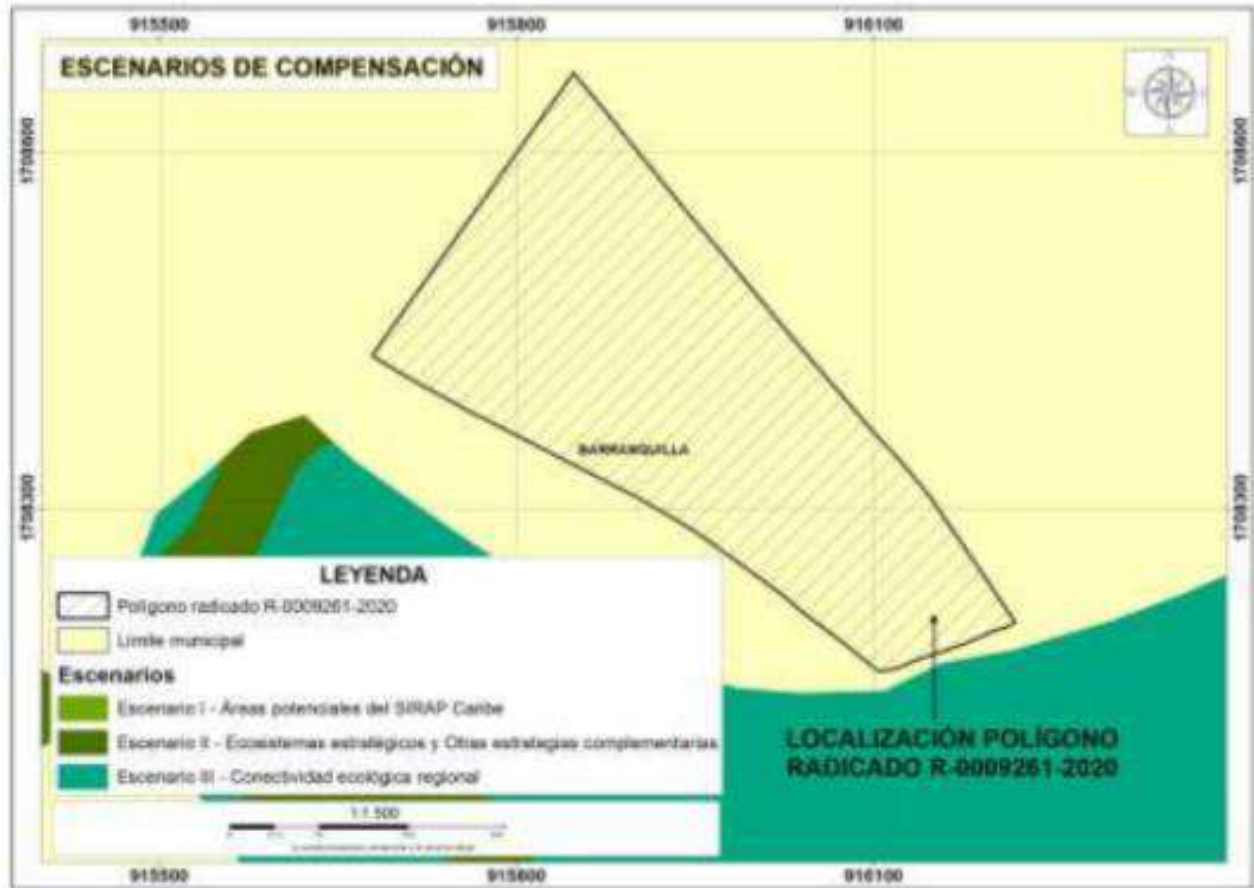 915500 915800 916100
ESCENARIOS DE COMPENSACIÓN
1708600 1708600
BARRANQUILLA
1708300 1708300
LEYENDA
Polígono radicado R-0009261-2020
Límite municipal
Escenarios
Escenario I - Áreas potenciales del SIRAP Caribe
Escenario II - Ecosistemas estratégicos y Otras estrategias complementarias
Escenario III - Conectividad ecológica regional
LOCALIZACIÓN POLÍGONO
RADICADO R-0009261-2020
1:1.500
915500 915800 916100